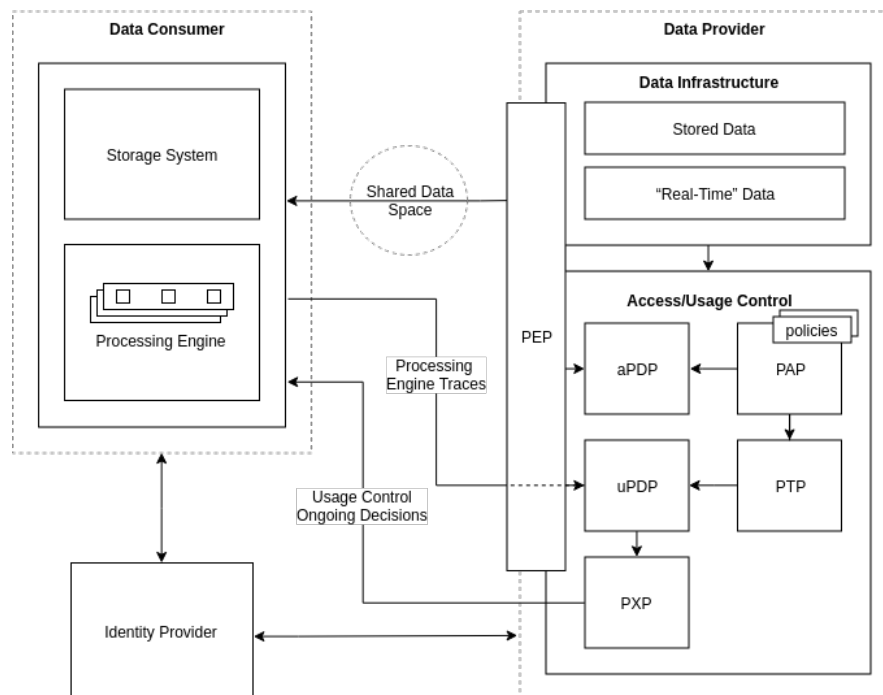 Data Consumer
Storage System
Processing Engine
Shared Data
Space
Processing
Engine Traces
Usage Control
Ongoing Decisions
Identity Provider
Data Provider
Data Infrastructure
Stored Data
“Real-Time” Data
PEP
Access/Usage Control
policies
aPDP
PAP
uPDP
PTP
PXP